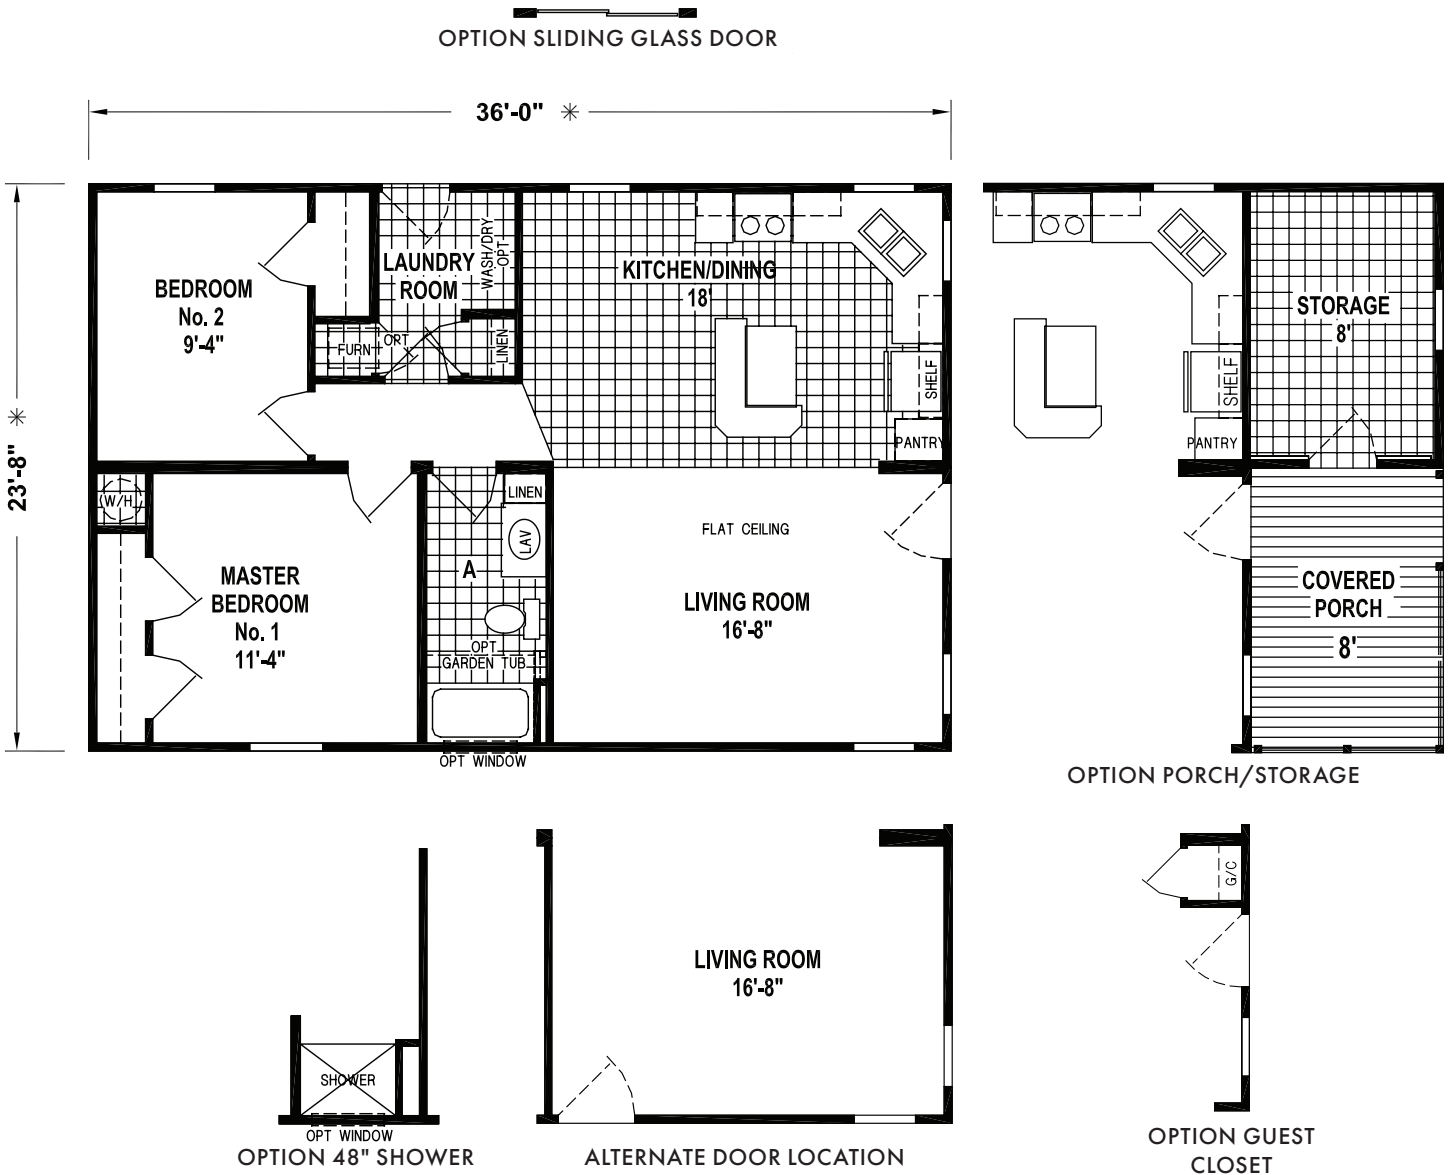 OPTION SLIDING GLASS DOOR
36'-0" ✳
23'-8" ✳
BEDROOM
No. 2
9'-4"
LAUNDRY
ROOM
WASH/DRY
OPT
FURN
OPT
LINEN
KITCHEN/DINING
18'
SHELF
PANTRY
STORAGE
8'
SHELF
PANTRY
W/H
MASTER
BEDROOM
No. 1
11'-4"
LINEN
LAV
A
OPT
GARDEN TUB
OPT WINDOW
FLAT CEILING
LIVING ROOM
16'-8"
COVERED
PORCH
8'
OPTION PORCH/STORAGE
SHOWER
OPT WINDOW
OPTION 48" SHOWER
LIVING ROOM
16'-8"
ALTERNATE DOOR LOCATION
G/C
OPTION GUEST
CLOSET